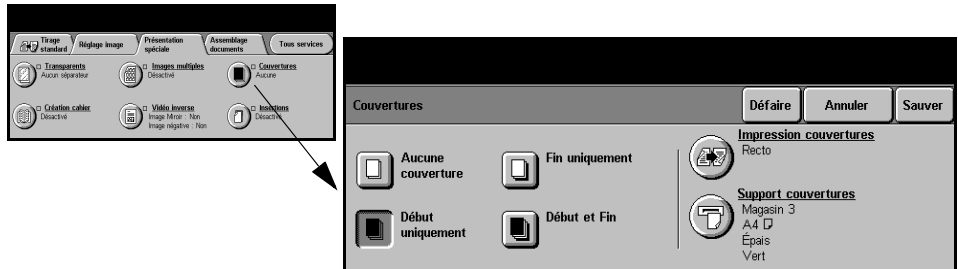 Tirage standard
Réglage image
Présentation spéciale
Assemblage documents
Tous services
Transparents
Aucun séparateur
Images multiples
Désactivé
Couvertures
Aucune
Création cahier
Désactivé
Vidéo inverse
Image Miroir : Non
Image négative : Non
Insertions
Désactivé
Couvertures
Défaire
Annuler
Sauver
Aucune
couverture
Fin uniquement
Début
uniquement
Début et Fin
Impression couvertures
Recto
Support couvertures
Magasin 3
A4
Épais
Vert